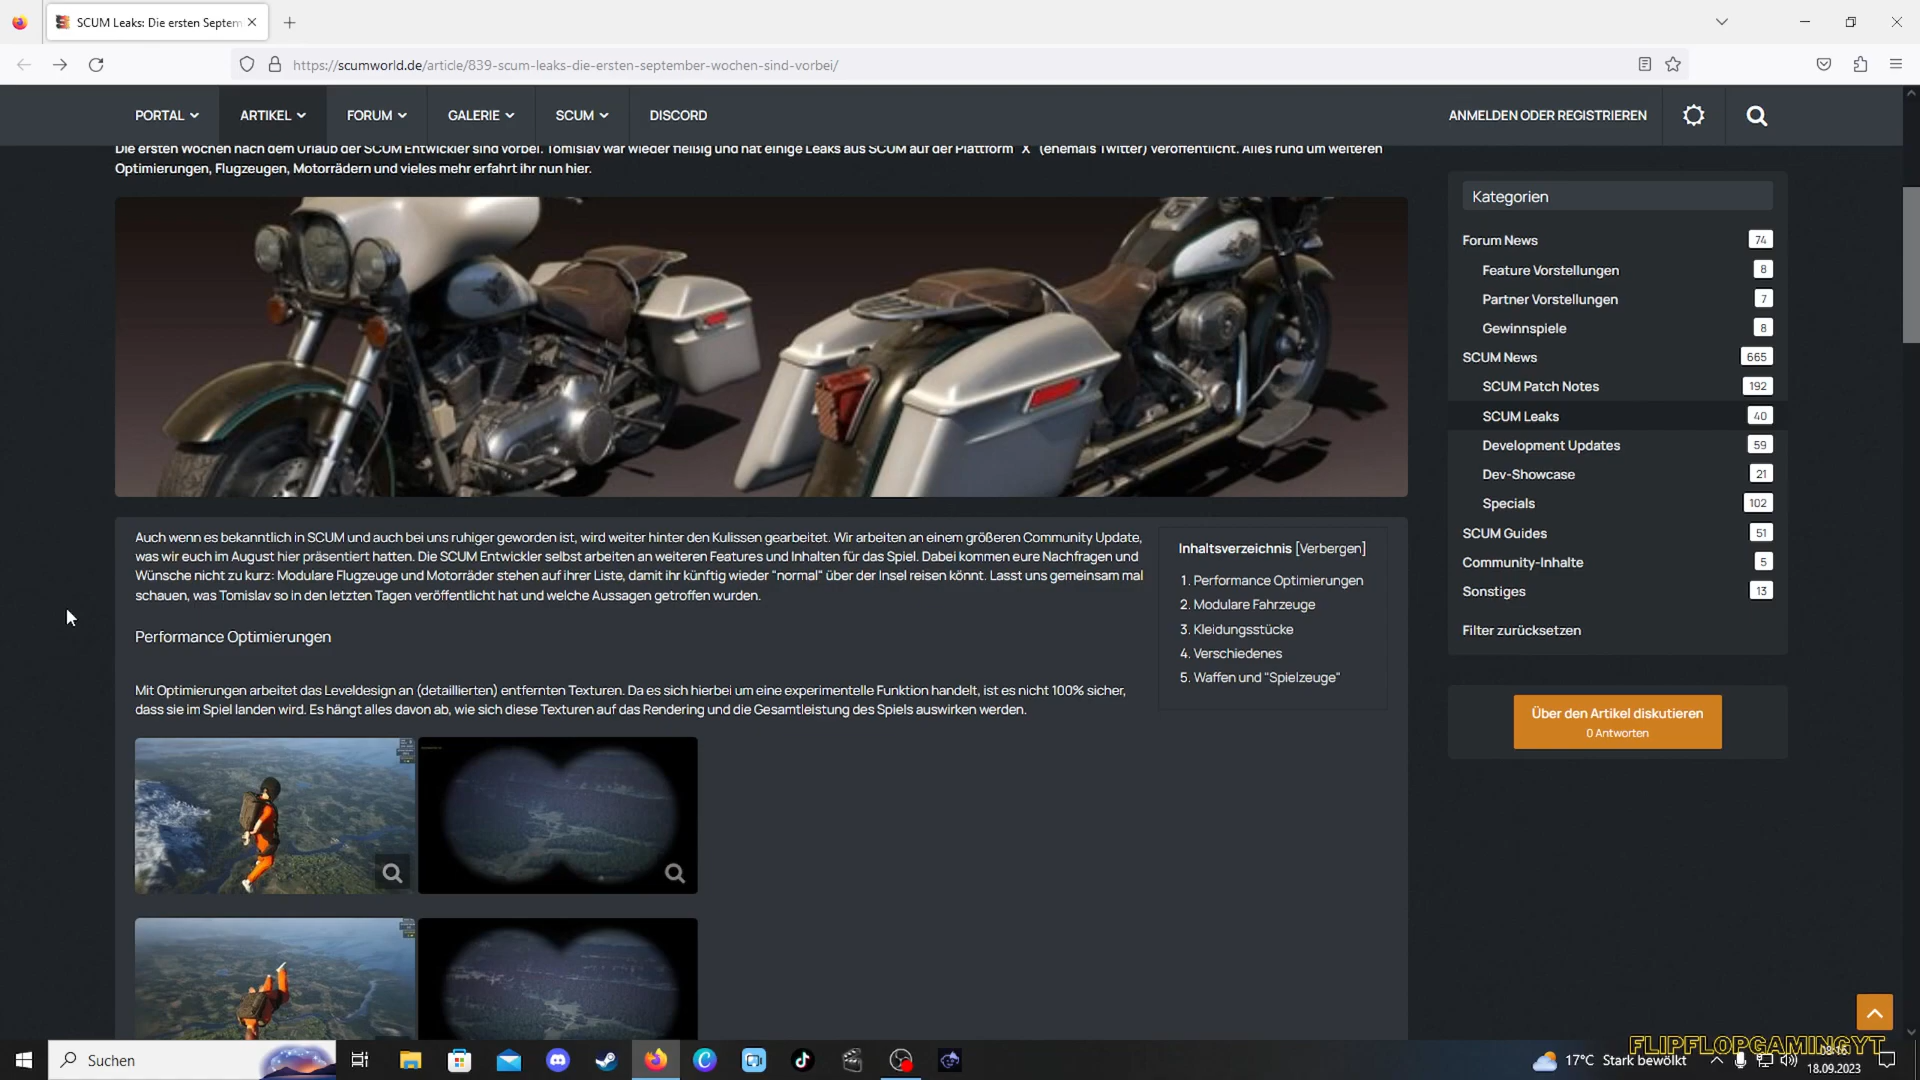 SCUM Leaks: Die ersten Septem
https://scumworld.de/article/839-scum-leaks-die-ersten-september-wochen-sind-vorbei/
PORTAL
ARTIKEL
FORUM
GALERIE
SCUM
DISCORD
ANMELDEN ODER REGISTRIEREN
Die ersten Wochen nach dem Urlaub der SCUM Entwickler sind vorbei. Tomislav war wieder fleißig und hat einige Leaks aus SCUM auf der Plattform "X" (ehemals Twitter) veröffentlicht. Alles rund um weiteren
Optimierungen, Flugzeugen, Motorrädern und vieles mehr erfahrt ihr nun hier.
Auch wenn es bekanntlich in SCUM und auch bei uns ruhiger geworden ist, wird weiter hinter den Kulissen gearbeitet. Wir arbeiten an einem größeren Community Update,
was wir euch im August hier präsentiert hatten. Die SCUM Entwickler selbst arbeiten an weiteren Features und Inhalten für das Spiel. Dabei kommen eure Nachfragen und
Wünsche nicht zu kurz: Modulare Flugzeuge und Motorräder stehen auf ihrer Liste, damit ihr künftig wieder "normal" über der Insel reisen könnt. Lasst uns gemeinsam mal
schauen, was Tomislav so in den letzten Tagen veröffentlicht hat und welche Aussagen getroffen wurden.
Performance Optimierungen
Mit Optimierungen arbeitet das Leveldesign an (detaillierten) entfernten Texturen. Da es sich hierbei um eine experimentelle Funktion handelt, ist es nicht 100% sicher,
dass sie im Spiel landen wird. Es hängt alles davon ab, wie sich diese Texturen auf das Rendering und die Gesamtleistung des Spiels auswirken werden.
Inhaltsverzeichnis [Verbergen]
1. Performance Optimierungen
2. Modulare Fahrzeuge
3. Kleidungsstücke
4. Verschiedenes
5. Waffen und "Spielzeuge"
Kategorien
Forum News 74
Feature Vorstellungen 8
Partner Vorstellungen 7
Gewinnspiele 8
SCUM News 665
SCUM Patch Notes 192
SCUM Leaks 40
Development Updates 59
Dev-Showcase 21
Specials 102
SCUM Guides 51
Community-Inhalte 5
Sonstiges 13
Filter zurücksetzen
Über den Artikel diskutieren
0 Antworten
FLIPFLOPGAMINGYT
Suchen
17°C Stark bewölkt
08:16
18.09.2023